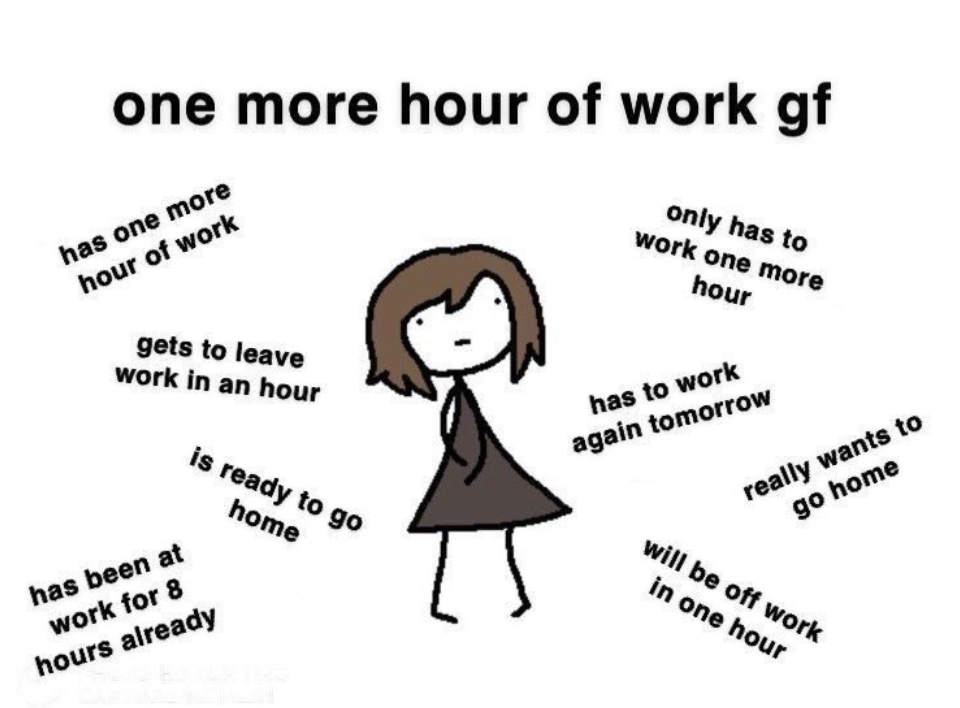 one more hour of work gf
has one more
hour of work
only has to
work one more
hour
gets to leave
work in an hour
has to work
again tomorrow
really wants to
go home
is ready to go
home
has been at
work for 8
hours already
will be off work
in one hour